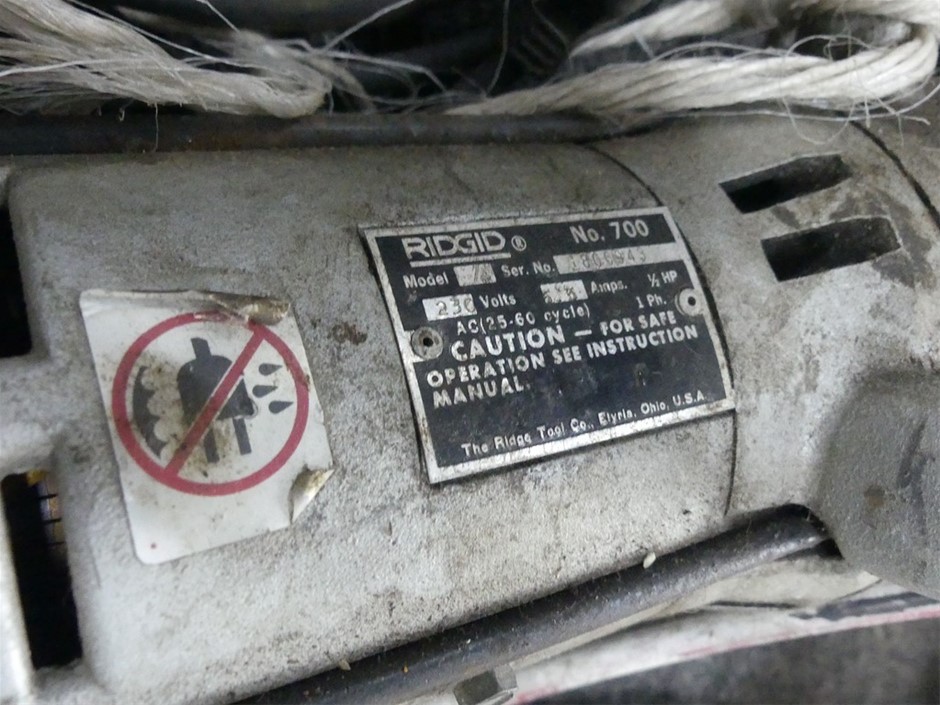 RIDGID® No. 700
Model Ser. No.
230 Volts Amps. ½ HP
AC(25-60 cycle) 1 Ph.
CAUTION — FOR SAFE
OPERATION SEE INSTRUCTION
MANUAL.
The Ridge Tool Co., Elyria, Ohio, U.S.A.